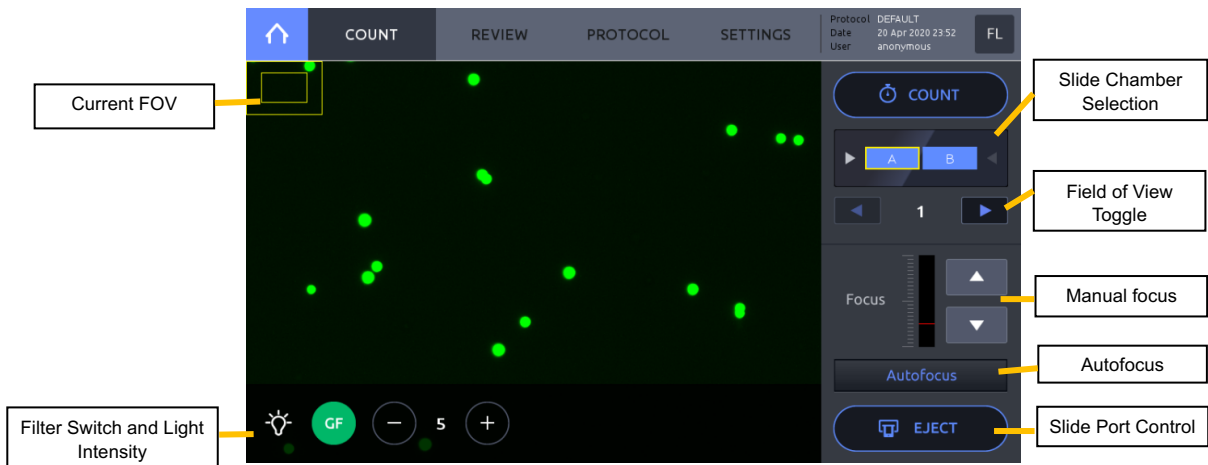 COUNT
REVIEW
PROTOCOL
SETTINGS
Protocol DEFAULT
Date 20 Apr 2020 23:52
User anonymous
FL
Current FOV
COUNT
Slide Chamber
Selection
A
B
1
Field of View
Toggle
Focus
Manual focus
Autofocus
Autofocus
Filter Switch and Light
Intensity
GF
5
EJECT
Slide Port Control